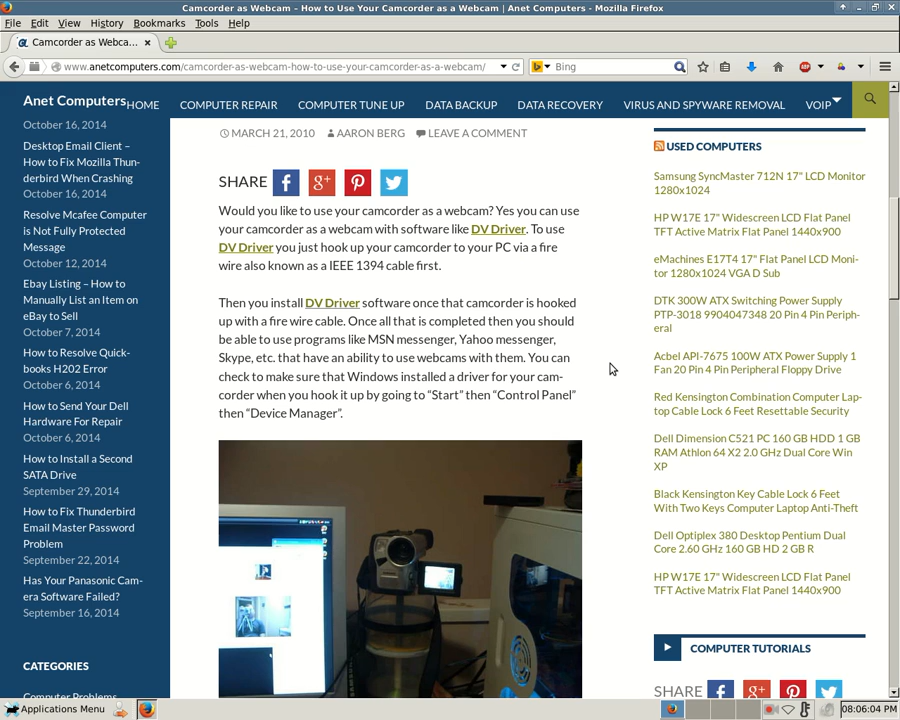 Camcorder as Webcam – How to Use Your Camcorder as a Webcam | Anet Computers - Mozilla Firefox
File Edit View History Bookmarks Tools Help
Camcorder as Webca...
www.anetcomputers.com/camcorder-as-webcam-how-to-use-your-camcorder-as-a-webcam/
Bing
Anet Computers HOME COMPUTER REPAIR COMPUTER TUNE UP DATA BACKUP DATA RECOVERY VIRUS AND SPYWARE REMOVAL VOIP
October 16, 2014
Desktop Email Client –
How to Fix Mozilla Thun-
derbird When Crashing
October 16, 2014
Resolve Mcafee Computer
is Not Fully Protected
Message
October 12, 2014
Ebay Listing – How to
Manually List an Item on
eBay to Sell
October 7, 2014
How to Resolve Quick-
books H202 Error
October 6, 2014
How to Send Your Dell
Hardware For Repair
October 6, 2014
How to Install a Second
SATA Drive
September 29, 2014
How to Fix Thunderbird
Email Master Password
Problem
September 22, 2014
Has Your Panasonic Cam-
era Software Failed?
September 16, 2014
CATEGORIES
Computer Problems
MARCH 21, 2010 AARON BERG LEAVE A COMMENT
SHARE
Would you like to use your camcorder as a webcam? Yes you can use
your camcorder as a webcam with software like DV Driver. To use
DV Driver you just hook up your camcorder to your PC via a fire
wire also known as a IEEE 1394 cable first.
Then you install DV Driver software once that camcorder is hooked
up with a fire wire cable. Once all that is completed then you should
be able to use programs like MSN messenger, Yahoo messenger,
Skype, etc. that have an ability to use webcams with them. You can
check to make sure that Windows installed a driver for your cam-
corder when you hook it up by going to “Start” then “Control Panel”
then “Device Manager”.
USED COMPUTERS
Samsung SyncMaster 712N 17" LCD Monitor
1280x1024
HP W17E 17" Widescreen LCD Flat Panel
TFT Active Matrix Flat Panel 1440x900
eMachines E17T4 17" Flat Panel LCD Moni-
tor 1280x1024 VGA D Sub
DTK 300W ATX Switching Power Supply
PTP-3018 9904047348 20 Pin 4 Pin Periph-
eral
Acbel API-7675 100W ATX Power Supply 1
Fan 20 Pin 4 Pin Peripheral Floppy Drive
Red Kensington Combination Computer Lap-
top Cable Lock 6 Feet Resettable Security
Dell Dimension C521 PC 160 GB HDD 1 GB
RAM Athlon 64 X2 2.0 GHz Dual Core Win
XP
Black Kensington Key Cable Lock 6 Feet
With Two Keys Computer Laptop Anti-Theft
Dell Optiplex 380 Desktop Pentium Dual
Core 2.60 GHz 160 GB HD 2 GB R
HP W17E 17" Widescreen LCD Flat Panel
TFT Active Matrix Flat Panel 1440x900
COMPUTER TUTORIALS
SHARE
Applications Menu
08:06:04 PM